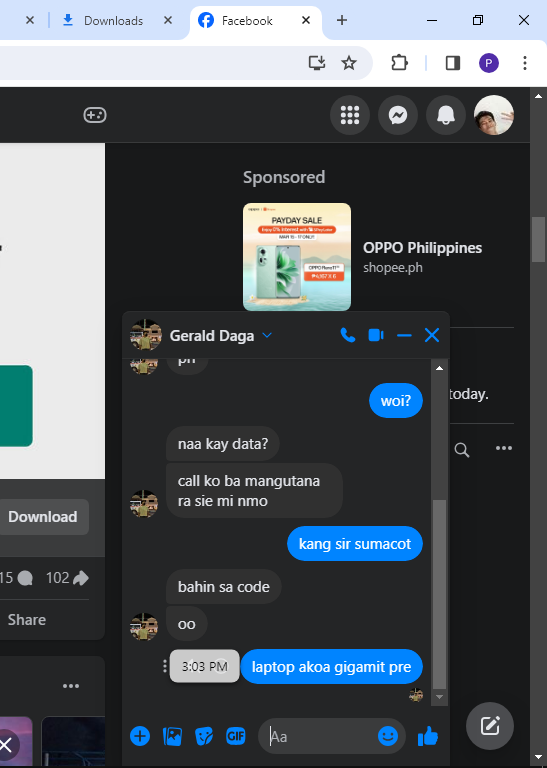 Downloads
Facebook
P
Sponsored
PAYDAY SALE
OPPO Philippines
shopee.ph
Gerald Daga
ph
woi?
today.
naa kay data?
call ko ba mangutana
ra sie mi nmo
kang sir sumacot
Download
bahin sa code
15
102
oo
Share
3:03 PM
laptop akoa gigamit pre
GIF
Aa